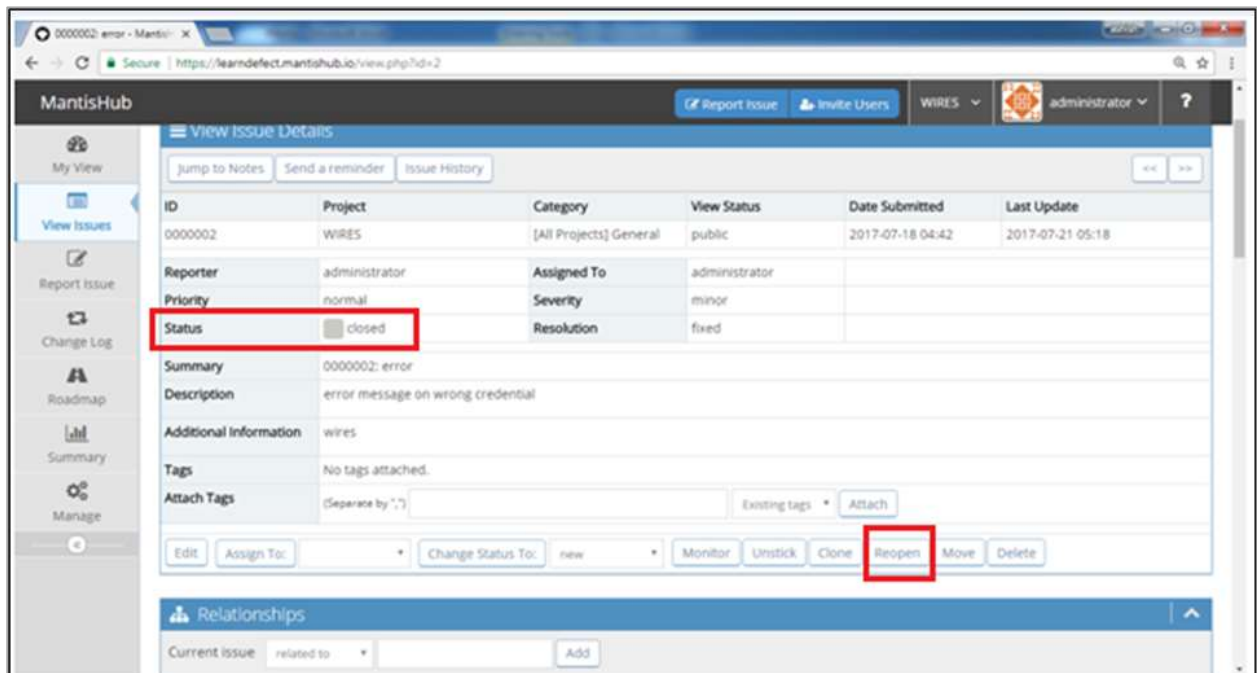 0000002: error - Mantish
Secure | https://learndefect.mantishub.io/view.php?id=2
MantisHub Report Issue Invite Users WIRES administrator ?
View Issue Details
My View
Jump to Notes Send a reminder Issue History << >>
View Issues
ID Project Category View Status Date Submitted Last Update
0000002 WIRES [All Projects] General public 2017-07-18 04:42 2017-07-21 05:18
Report Issue
Reporter administrator Assigned To administrator
Priority normal Severity minor
Status closed Resolution fixed
Change Log
Summary 0000002: error
Roadmap
Description error message on wrong credential
Additional Information wires
Summary
Tags No tags attached.
Attach Tags (Separate by ",") Existing tags Attach
Manage
Edit Assign To: Change Status To: new Monitor Unstick Clone Reopen Move Delete
Relationships
Current issue related to Add